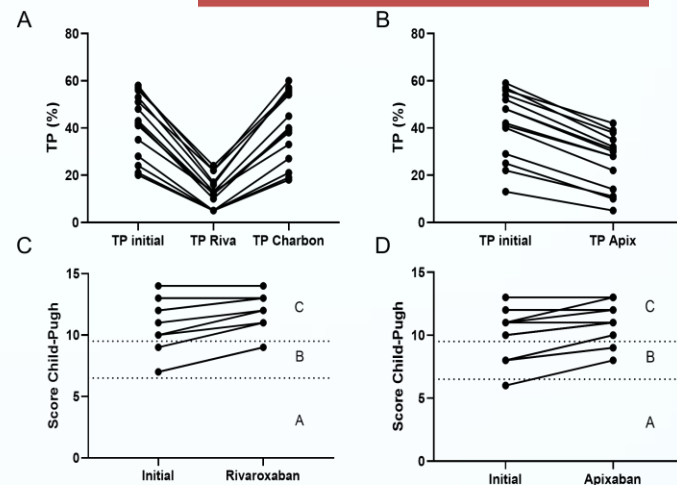 A
TP (%)
80
60
40
20
0
TP initial TP Riva TP Charbon
B
TP (%)
80
60
40
20
0
TP initial TP Apix
C
Score Child-Pugh
15
10
5
0
C
B
A
Initial Rivaroxaban
D
Score Child-Pugh
15
10
5
0
C
B
A
Initial Apixaban